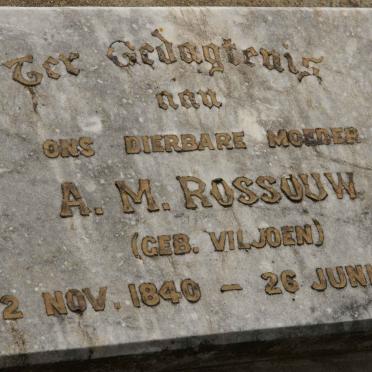 Ter Gedagtenis
aan
ONS DIERBARE MOEDER
A. M. ROSSOUW
(GEB. VILJOEN)
2 NOV. 1840 – 26 JUNI